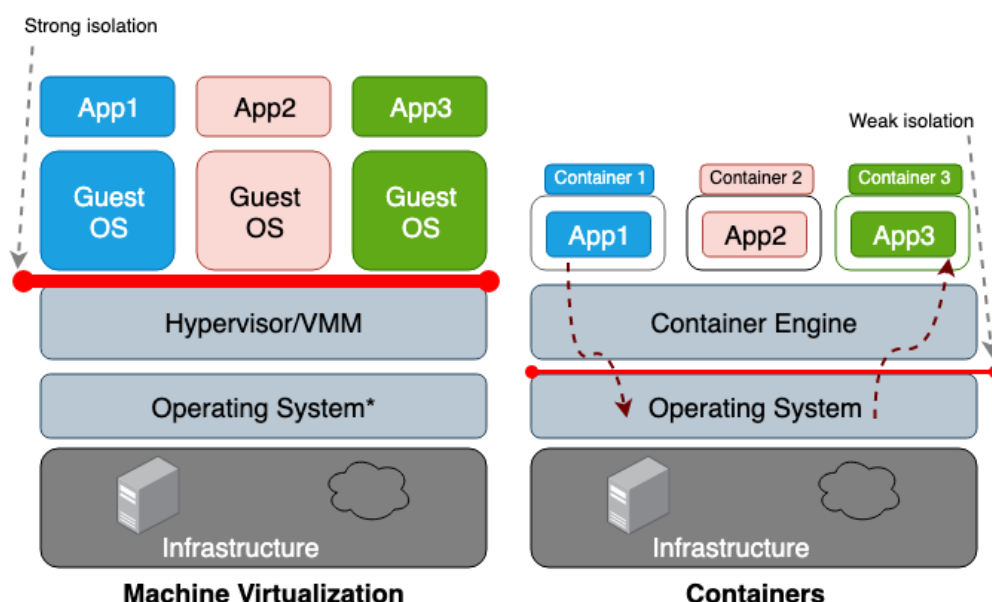 Strong isolation
App1
App2
App3
Guest
OS
Guest
OS
Guest
OS
Hypervisor/VMM
Operating System*
Infrastructure
Machine Virtualization
Weak isolation
Container 1
Container 2
Container 3
App1
App2
App3
Container Engine
Operating System
Infrastructure
Containers